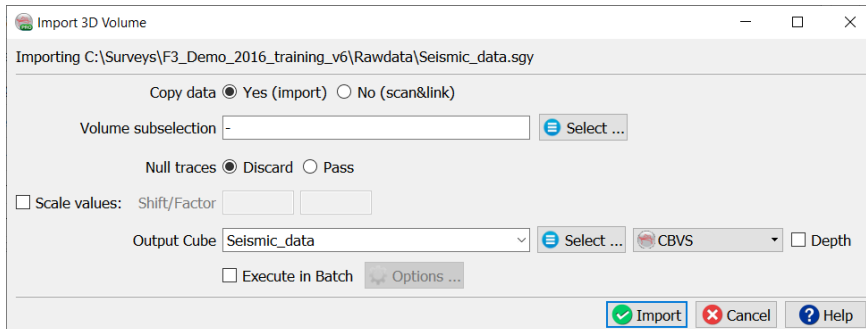 Import 3D Volume
Importing C:\Surveys\F3_Demo_2016_training_v6\Rawdata\Seismic_data.sgy
Copy data Yes (import) No (scan&link)
Volume subselection - Select ...
Null traces Discard Pass
Scale values: Shift/Factor
Output Cube Seismic_data Select ... CBVS Depth
Execute in Batch Options ...
Import Cancel Help